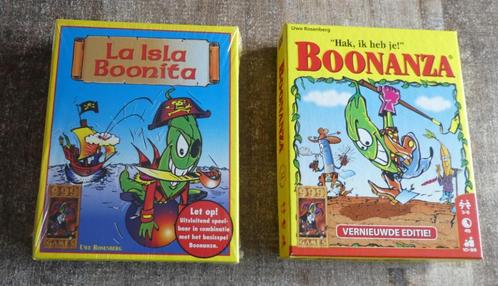 La Isla
Boonita
Let op!
Uitsluitend speel-
baar in combinatie
met het basisspel
Boonanza.
999
GAMES
Uwe Rosenberg
Uwe Rosenberg
"Hak, ik heb je!"
BOONANZA
999
GAMES
VERNIEUWDE EDITIE!